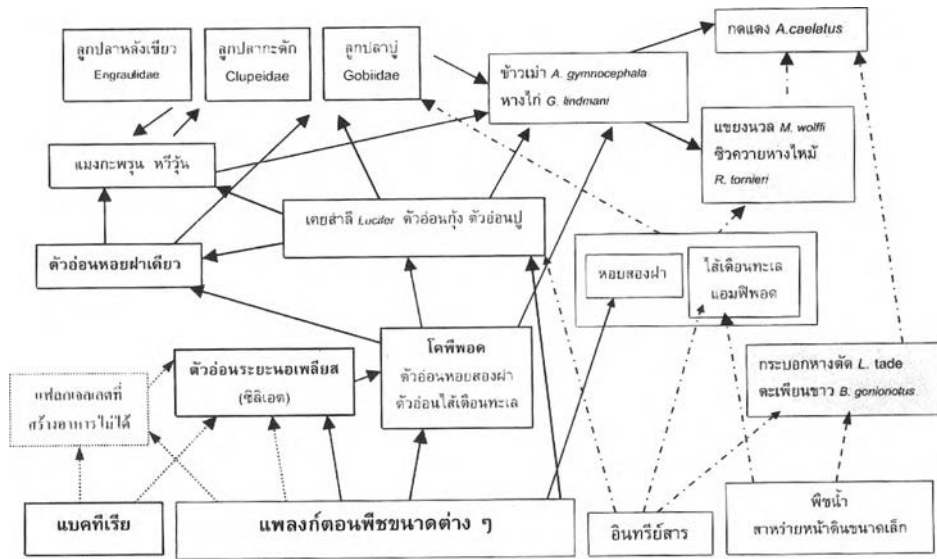 ลูกปลาหลังเขียว
Engraulidae
ลูกปลากะตัก
Clupeidae
ลูกปลาบู่
Gobiidae
กดแดง A.caelatus
ข้าวเม่า A. gymnocephala
หางไก่ G. lindmani
แขยงนวล M. wolffi
ซิวควายหางไหม้
R. tornieri
แมงกะพรุน หวีวุ้น
เคยสำลี Lucifer ตัวอ่อนกุ้ง ตัวอ่อนปู
ตัวอ่อนหอยฝาเดียว
หอยสองฝา
ไส้เดือนทะเล
แอมฟิพอด
โคพีพอด
ตัวอ่อนหอยสองฝา
ตัวอ่อนไส้เดือนทะเล
ตัวอ่อนระยะนอเพลียส
(ซิลิเอต)
แฟลกเจลเลตที่
สร้างอาหารไม่ได้
กระบอกหางตัด L. tade
ตะเพียนขาว B. gonionotus
แบคทีเรีย
แพลงก์ตอนพืชขนาดต่าง ๆ
อินทรีย์สาร
พืชน้ำ
สาหร่ายหน้าดินขนาดเล็ก